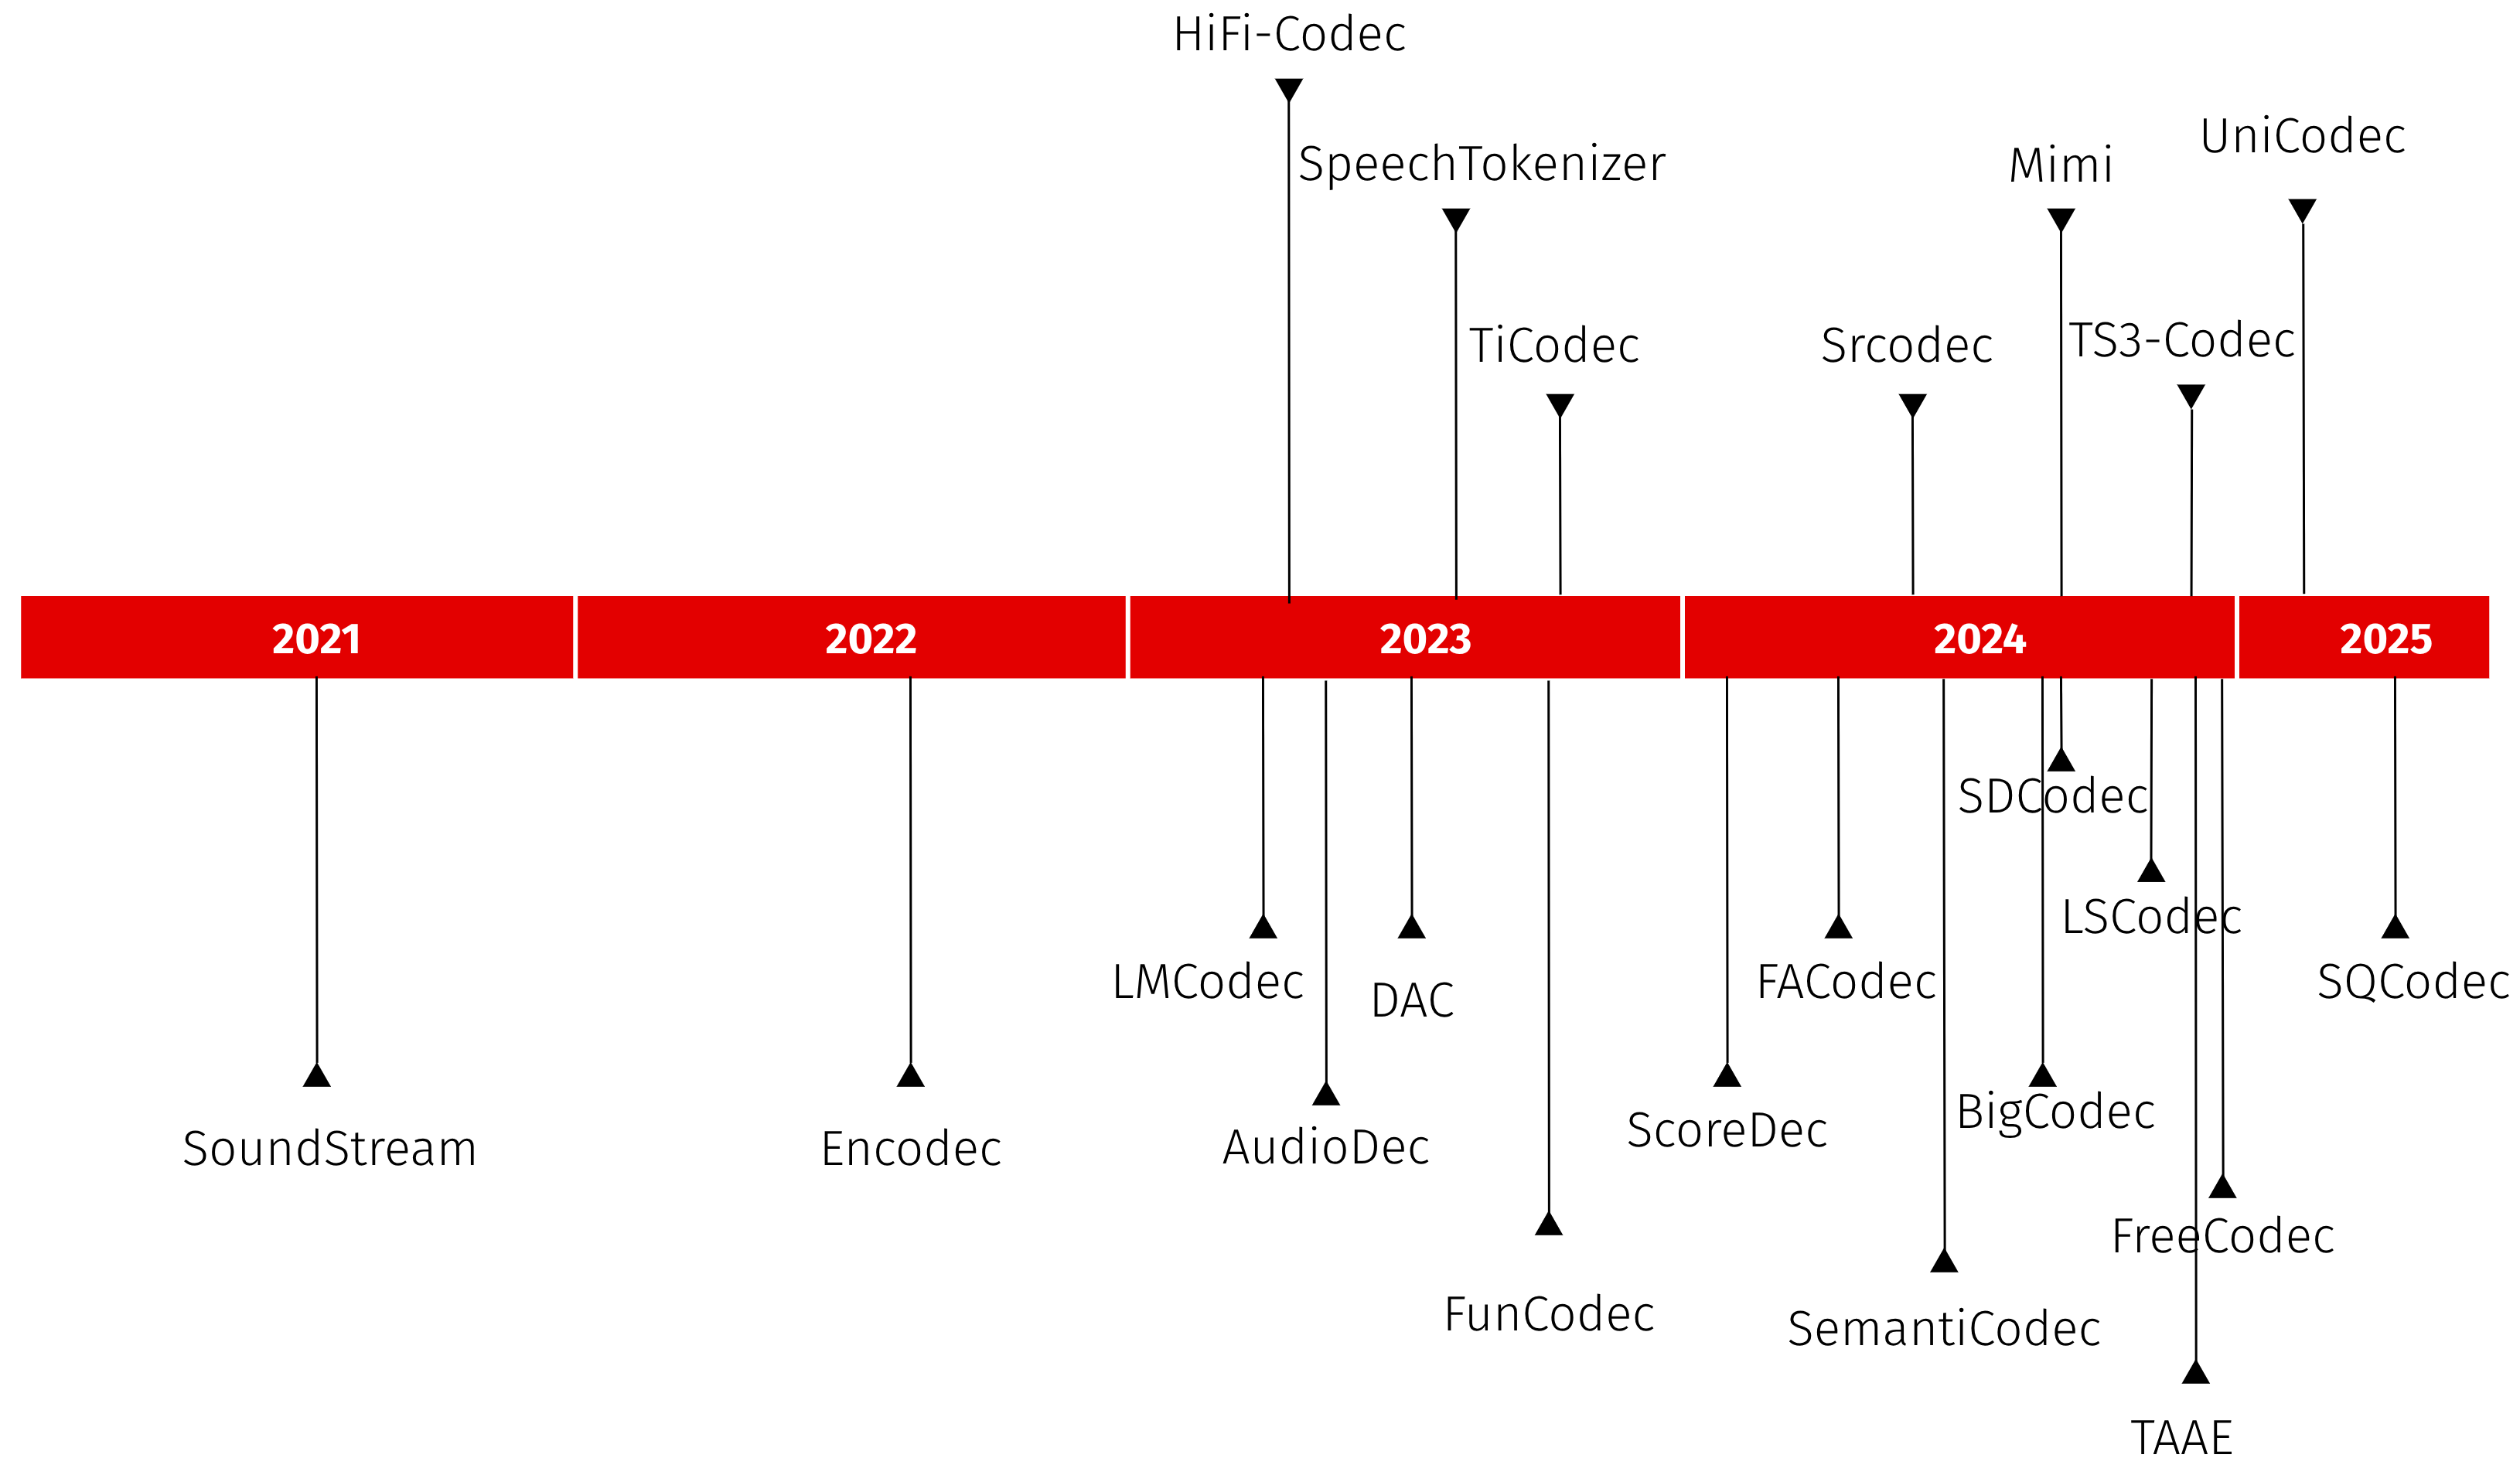 HiFi-Codec
UniCodec
SpeechTokenizer
Mimi
TiCodec
Srcodec
TS3-Codec
2021
2022
2023
2024
2025
SDCodec
LSCodec
LMCodec
DAC
FACodec
SQCodec
SoundStream
Encodec
AudioDec
ScoreDec
BigCodec
FreeCodec
FunCodec
SemantiCodec
TAAE